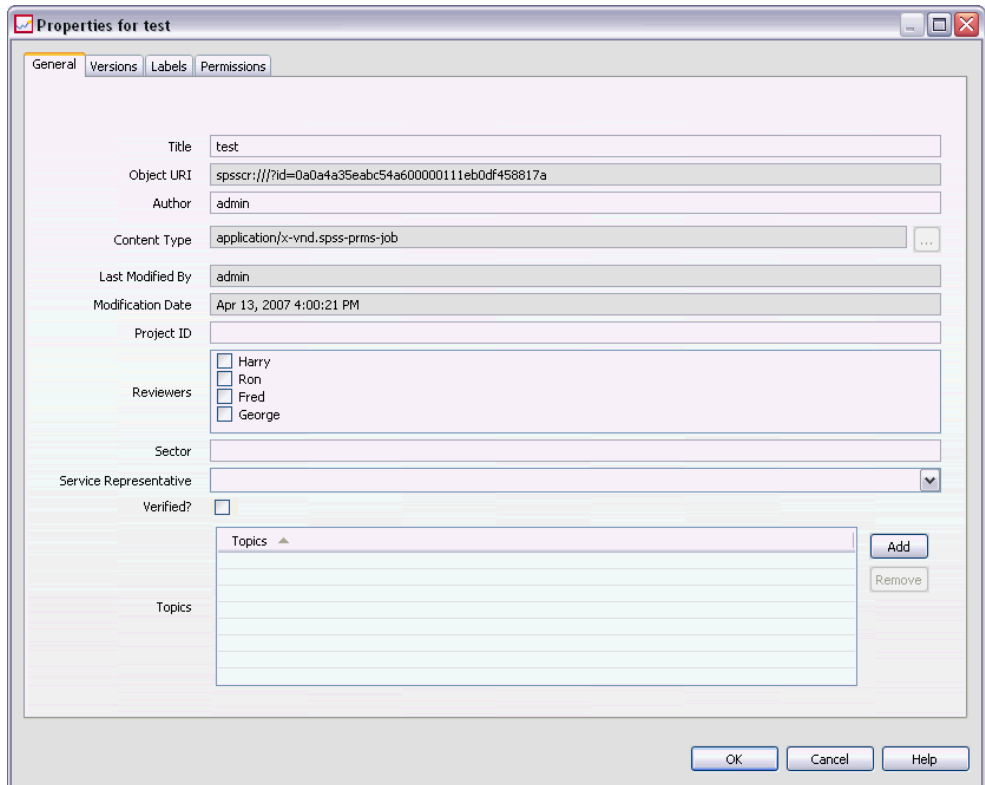 Properties for test
General Versions Labels Permissions
Title test
Object URI spsscr:///?id=0a0a4a35eabc54a600000111eb0df458817a
Author admin
Content Type application/x-vnd.spss-prms-job ...
Last Modified By admin
Modification Date Apr 13, 2007 4:00:21 PM
Project ID
Reviewers
Harry
Ron
Fred
George
Sector
Service Representative
Verified?
Topics
Add
Remove
Topics
OK Cancel Help